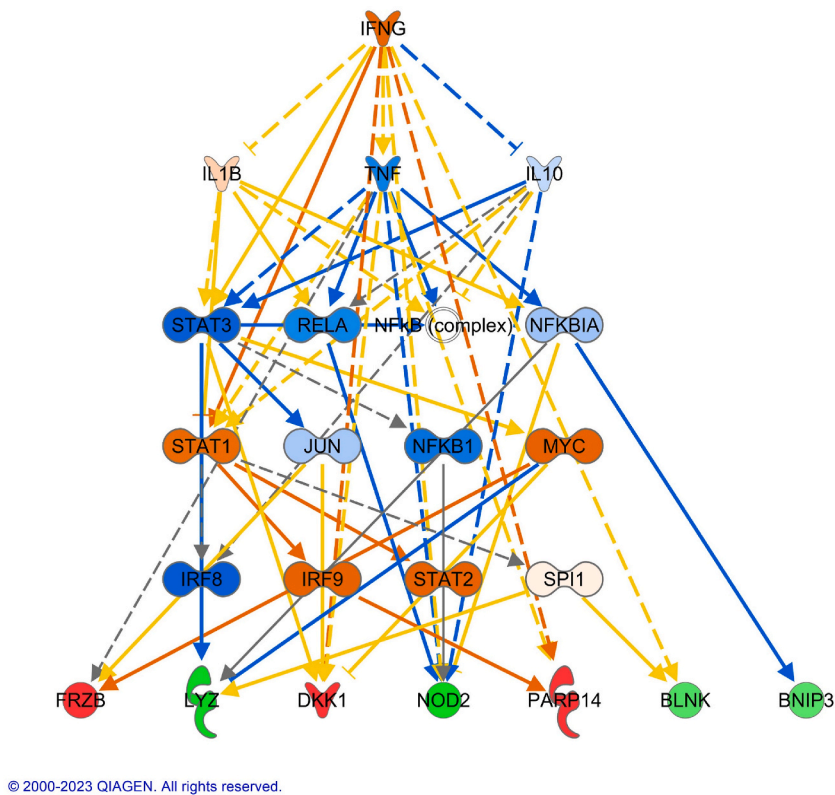 IFNG
IL1B TNF IL10
STAT3 RELA NFkB (complex) NFKBIA
STAT1 JUN NFKB1 MYC
IRF8 IRF9 STAT2 SPI1
FRZB LYZ DKK1 NOD2 PARP14 BLNK BNIP3
© 2000-2023 QIAGEN. All rights reserved.